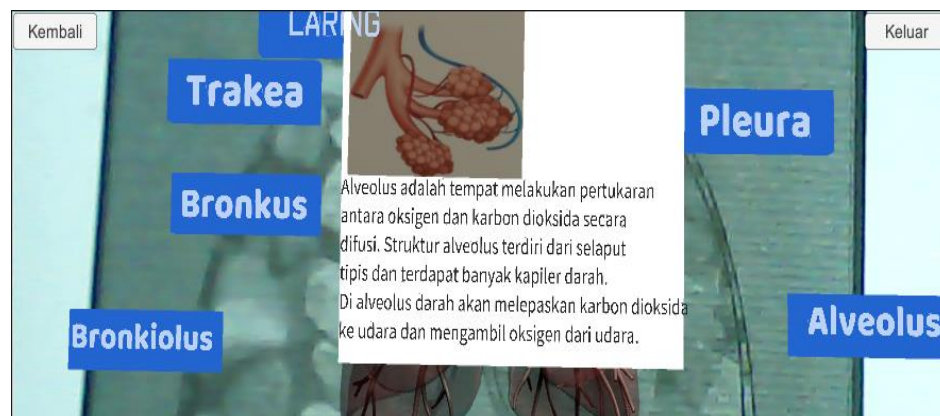 Kembali
LARING
Keluar
Trakea
Pleura
Bronkus
Alveolus adalah tempat melakukan pertukaran
antara oksigen dan karbon dioksida secara
difusi. Struktur alveolus terdiri dari selaput
tipis dan terdapat banyak kapiler darah.
Di alveolus darah akan melepaskan karbon dioksida
ke udara dan mengambil oksigen dari udara.
Bronkiolus
Alveolus